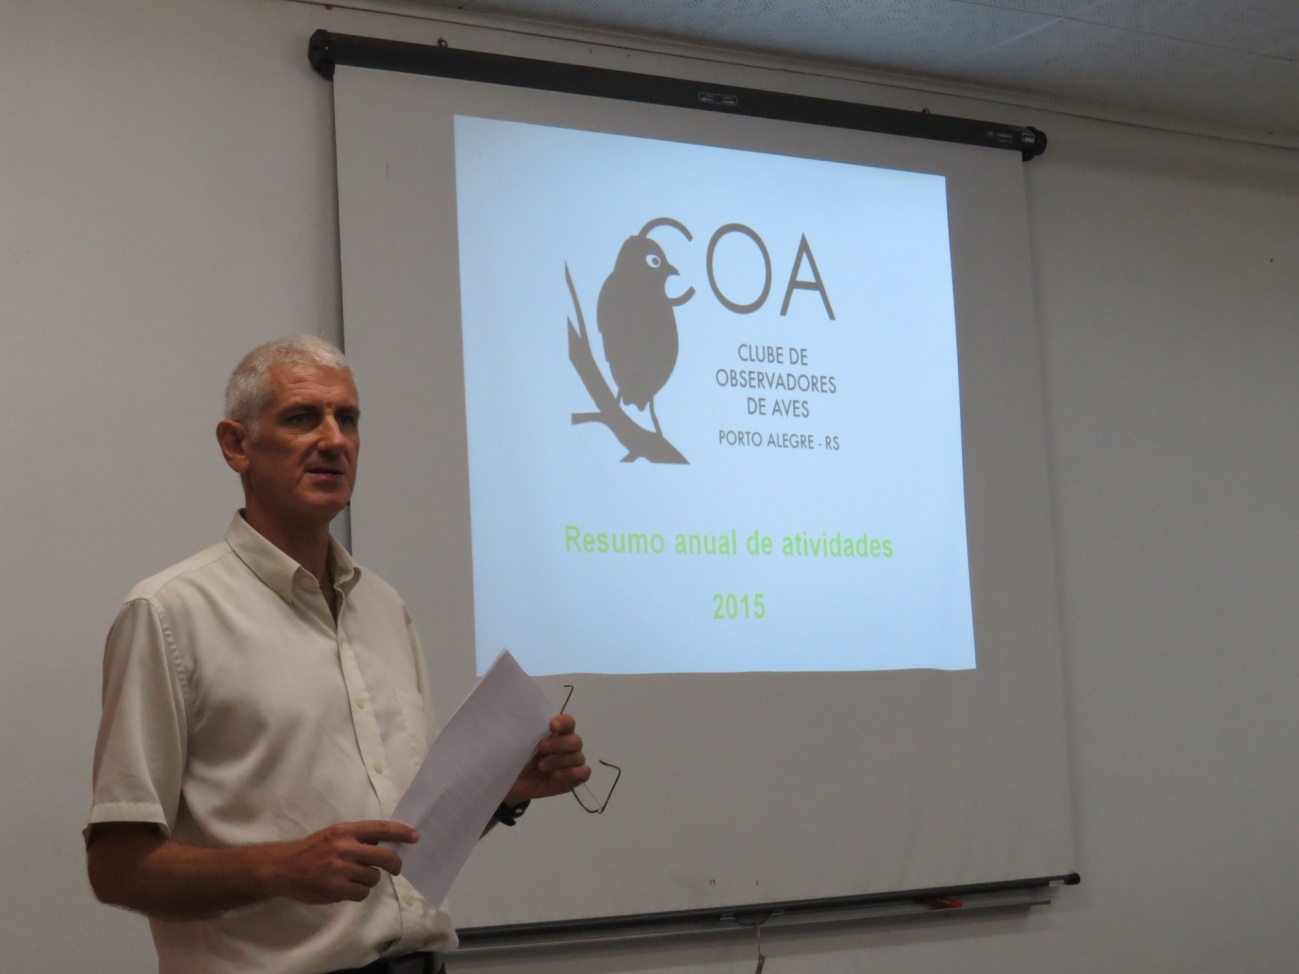 COA
CLUBE DE
OBSERVADORES
DE AVES
PORTO ALEGRE - RS
Resumo anual de atividades
2015